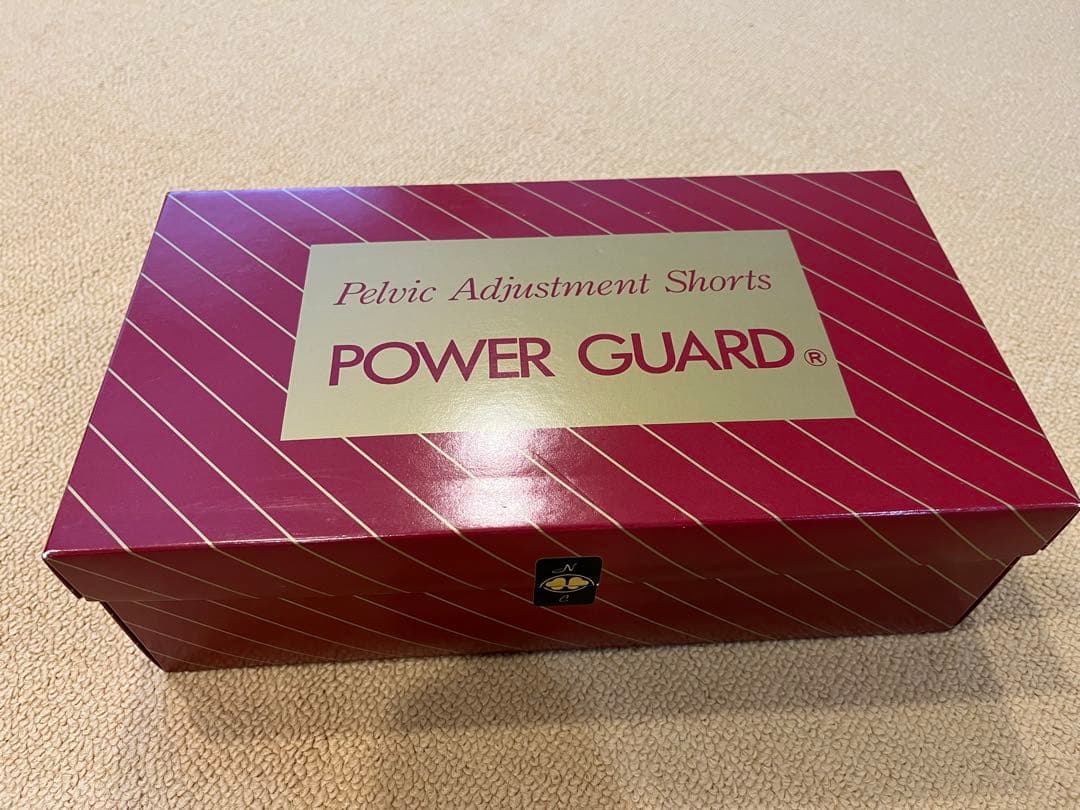 Pelvic Adjustment Shorts
POWER GUARD®
N
C